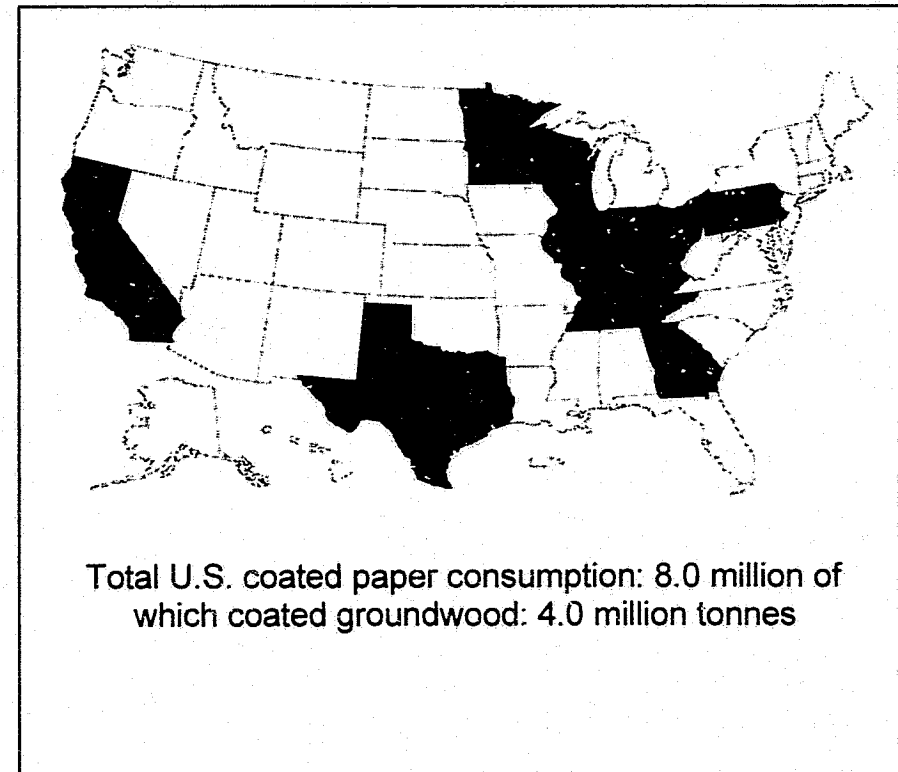 Total U.S. coated paper consumption: 8.0 million of
which coated groundwood: 4.0 million tonnes